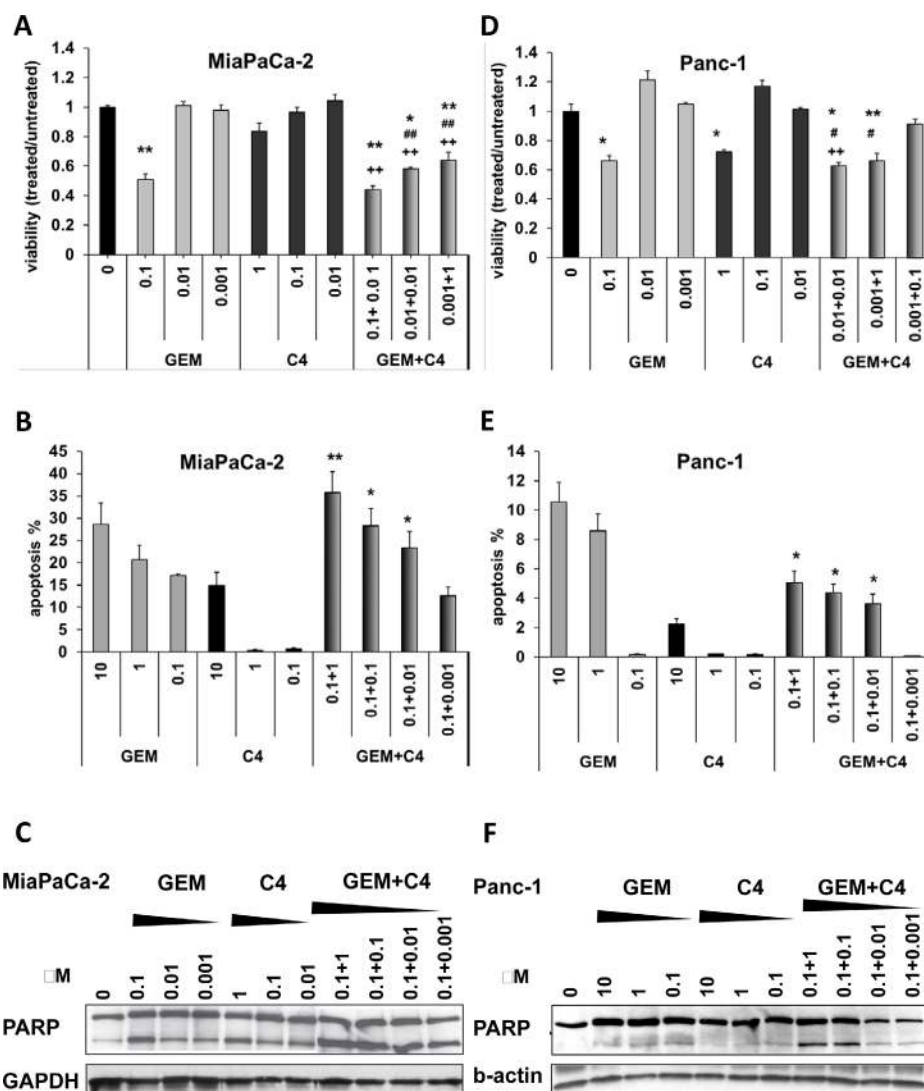 A
MiaPaCa-2
viability (treated/untreated)
1.4
1.2
1
0.8
0.6
0.4
0.2
0
**
**
++
*
##
++
**
##
++
0
0.1
0.01
0.001
1
0.1
0.01
0.1+ 0.01
0.01+0.01
0.001+1
GEM
C4
GEM+C4
D
Panc-1
viability (treated/untreaterd)
1.4
1.2
1
0.8
0.6
0.4
0.2
0
*
*
*
#
++
**
#
0
0.1
0.01
0.001
1
0.1
0.01
0.01+0.01
0.001+1
0.001+0.1
GEM
C4
GEM+C4
B
MiaPaCa-2
apoptosis %
45
40
35
30
25
20
15
10
5
0
**
*
*
10
1
0.1
10
1
0.1
0.1+1
0.1+0.1
0.1+0.01
0.1+0.001
GEM
C4
GEM+C4
E
Panc-1
apoptosis %
14
12
10
8
6
4
2
0
*
*
*
10
1
0.1
10
1
0.1
0.1+1
0.1+0.1
0.1+0.01
0.1+0.001
GEM
C4
GEM+C4
C
MiaPaCa-2 GEM C4 GEM+C4
□M 0 0.1 0.01 0.001 1 0.1 0.01 0.1+1 0.1+0.1 0.1+0.01 0.1+0.001
PARP
GAPDH
F
Panc-1 GEM C4 GEM+C4
□M 0 10 1 0.1 10 1 0.1 0.1+1 0.1+0.1 0.1+0.01 0.1+0.001
PARP
b-actin